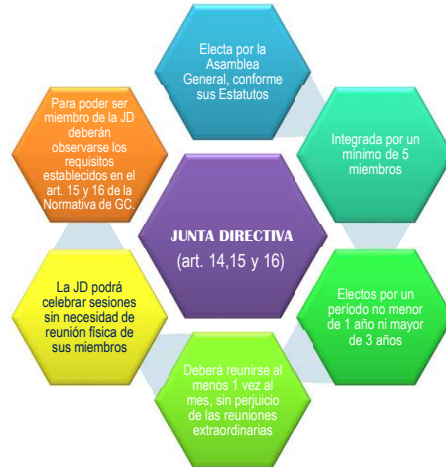 Electa por la
Asamblea
General, conforme
sus Estatutos
Integrada por un
mínimo de 5
miembros
Electos por un
período no menor
de 1 año ni mayor
de 3 años
Deberá reunirse al
menos 1 vez al
mes, sin perjuicio
de las reuniones
extraordinarias
La JD podrá
celebrar sesiones
sin necesidad de
reunión física de
sus miembros
Para poder ser
miembro de la JD
deberán
observarse los
requisitos
establecidos en el
art. 15 y 16 de la
Normativa de GC.
JUNTA DIRECTIVA
(art. 14,15 y 16)